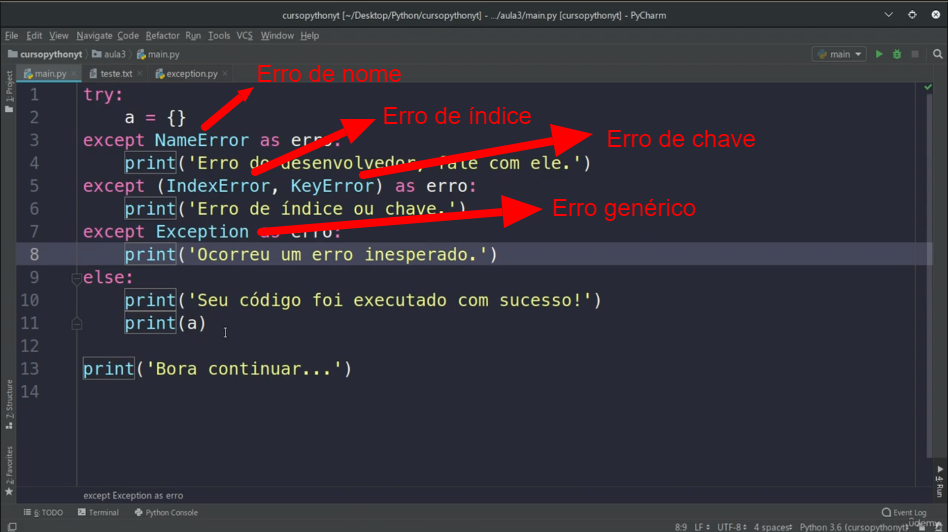 cursopythonyt [~/Desktop/Python/cursopythonyt] - .../aula3/main.py [cursopythonyt] - PyCharm
File Edit View Navigate Code Refactor Run Tools VCS Window Help
cursopythonyt aula3 main.py main
main.py teste.txt exception.py
1: Project
Erro de nome
Erro de índice
Erro de chave
Erro genérico
1 try:
2 a = {}
3 except NameError as erro:
4 print('Erro do desenvolvedor, fale com ele.')
5 except (IndexError, KeyError) as erro:
6 print('Erro de índice ou chave.')
7 except Exception as erro:
8 print('Ocorreu um erro inesperado.')
9 else:
10 print('Seu código foi executado com sucesso!')
11 print(a)
12
13 print('Bora continuar...')
14
7: Structure
2: Favorites
4: Run
except Exception as erro
6: TODO Terminal Python Console Event Log
8:9 LF UTF-8 4 spaces Python 3.6 (cursopythonyt)
Udemy